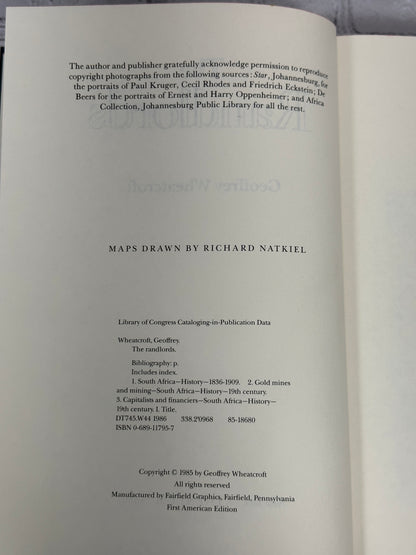 The author and publisher gratefully acknowledge permission to reproduce
copyright photographs from the following sources: Star, Johannesburg, for
the portraits of Paul Kruger, Cecil Rhodes and Friedrich Eckstein; De
Beers for the portraits of Ernest and Harry Oppenheimer; and Africa
Collection, Johannesburg Public Library for all the rest.
MAPS DRAWN BY RICHARD NATKIEL
Library of Congress Cataloging-in-Publication Data
Wheatcroft, Geoffrey.
The randlords.
Bibliography: p.
Includes index.
1. South Africa—History—1836-1909. 2. Gold mines
and mining—South Africa—History—19th century.
3. Capitalists and financiers—South Africa—History—
19th century. I. Title.
DT745.W44 1986 338.2'0968 85-18680
ISBN 0-689-11795-7
Copyright © 1985 by Geoffrey Wheatcroft
All rights reserved
Manufactured by Fairfield Graphics, Fairfield, Pennsylvania
First American Edition